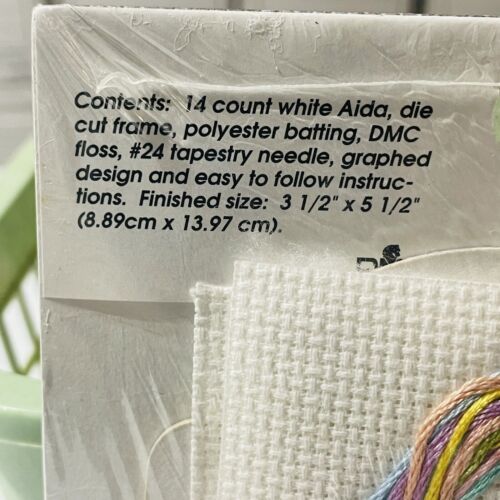 Contents: 14 count white Aida, die
cut frame, polyester batting, DMC
floss, #24 tapestry needle, graphed
design and easy to follow instruc-
tions. Finished size: 3 1/2" x 5 1/2"
(8.89cm x 13.97 cm).